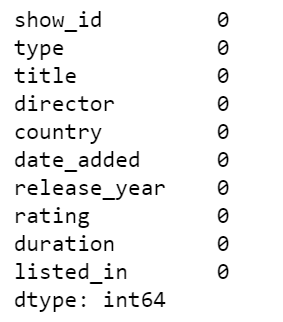 show_id 0
type 0
title 0
director 0
country 0
date_added 0
release_year 0
rating 0
duration 0
listed_in 0
dtype: int64